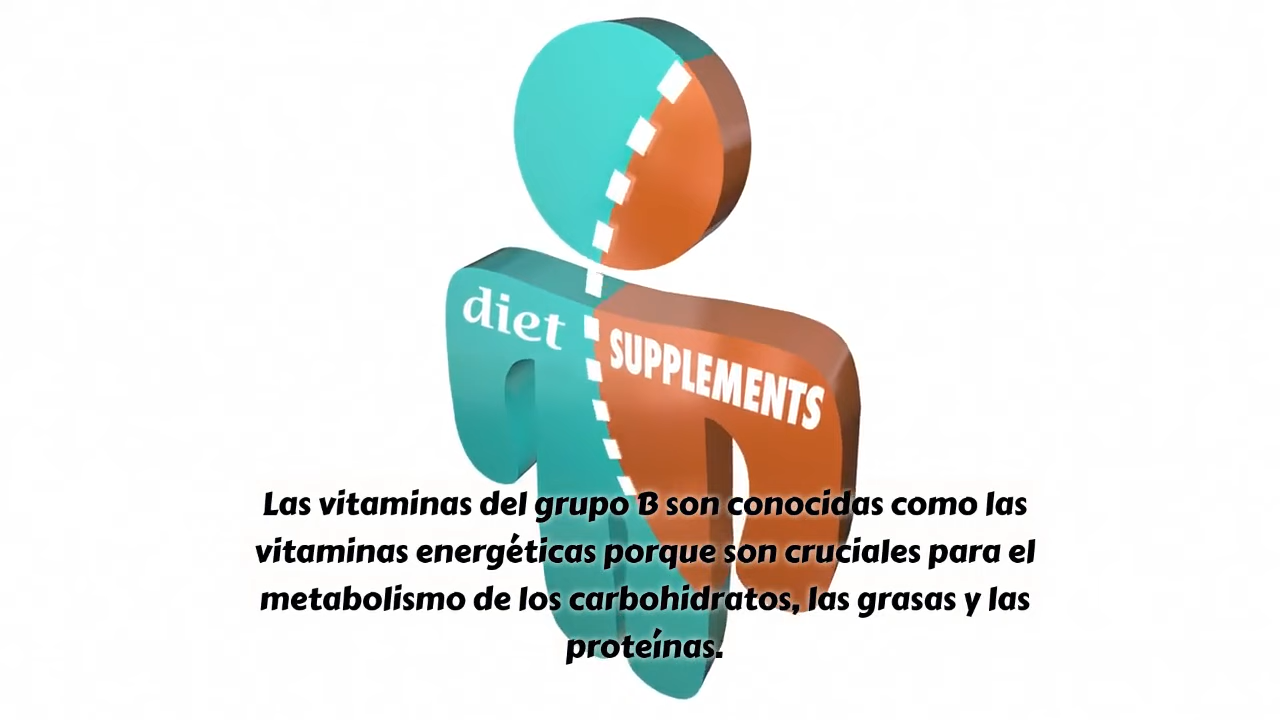 diet
SUPPLEMENTS
Las vitaminas del grupo B son conocidas como las
vitaminas energéticas porque son cruciales para el
metabolismo de los carbohidratos, las grasas y las
proteínas.